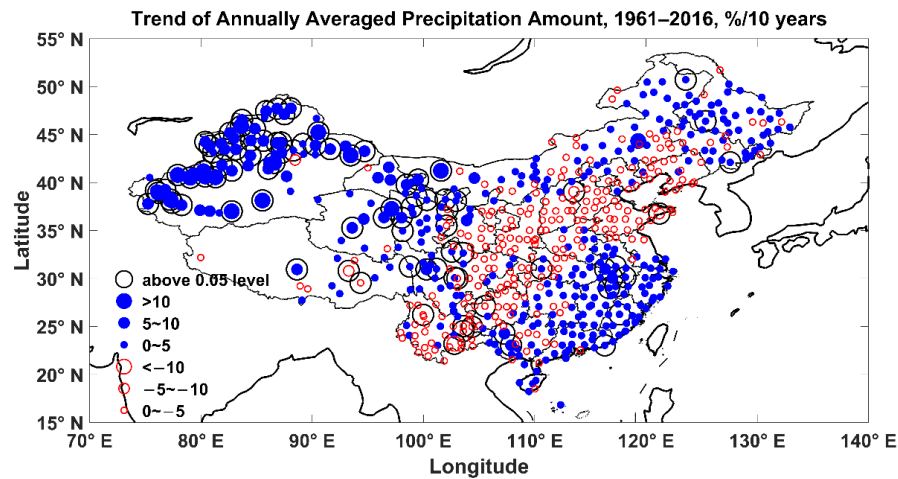 Trend of Annually Averaged Precipitation Amount, 1961–2016, %/10 years
55° N
50° N
45° N
40° N
35° N
30° N
25° N
20° N
15° N
Latitude
above 0.05 level
>10
5~10
0~5
<−10
−5~−10
0~−5
70° E
80° E
90° E
100° E
110° E
120° E
130° E
140° E
Longitude